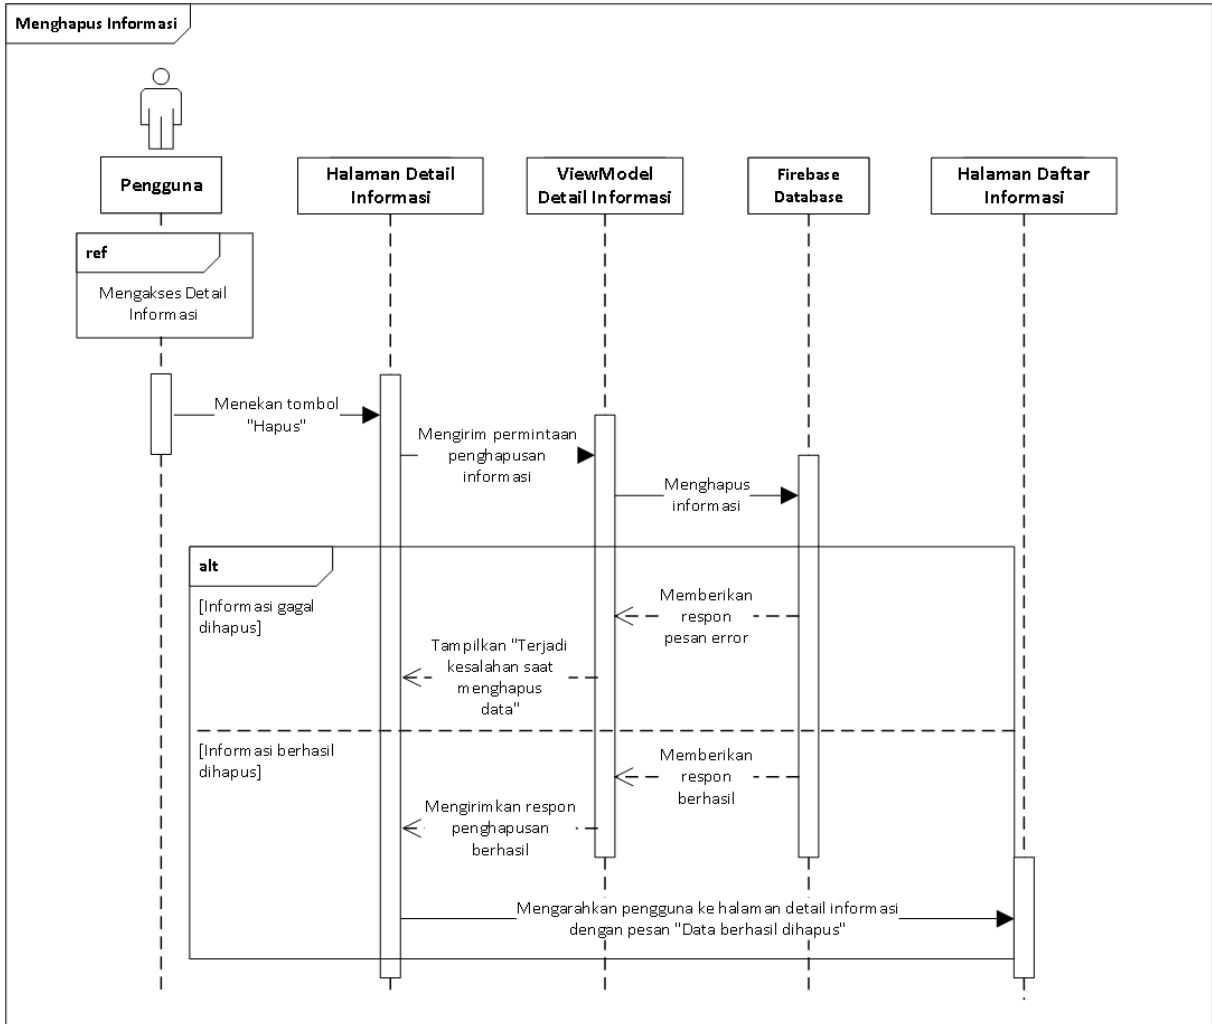 Menghapus Informasi
Pengguna
Halaman Detail
Informasi
ViewModel
Detail Informasi
Firebase
Database
Halaman Daftar
Informasi
ref
Mengakses Detail
Informasi
Menekan tombol
"Hapus"
Mengirim permintaan
penghapusan
informasi
Menghapus
informasi
alt
[Informasi gagal
dihapus]
Memberikan
respon
pesan error
Tampilkan "Terjadi
kesalahan saat
menghapus
data"
[Informasi berhasil
dihapus]
Memberikan
respon
berhasil
Mengirimkan respon
penghapusan
berhasil
Mengarahkan pengguna ke halaman detail informasi
dengan pesan "Data berhasil dihapus"